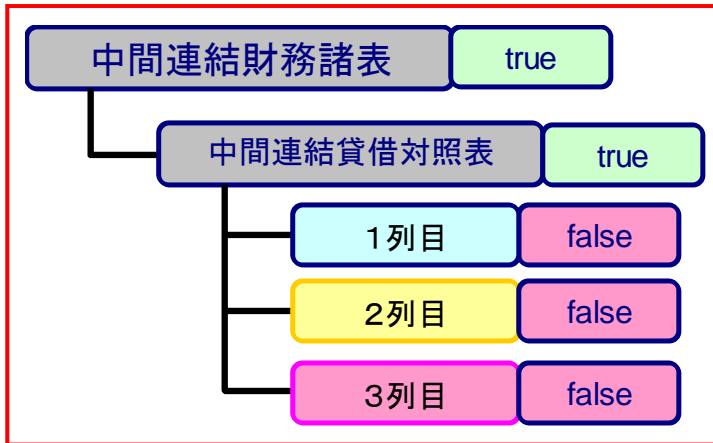 中間連結財務諸表 true
中間連結貸借対照表 true
１列目 false
２列目 false
３列目 false